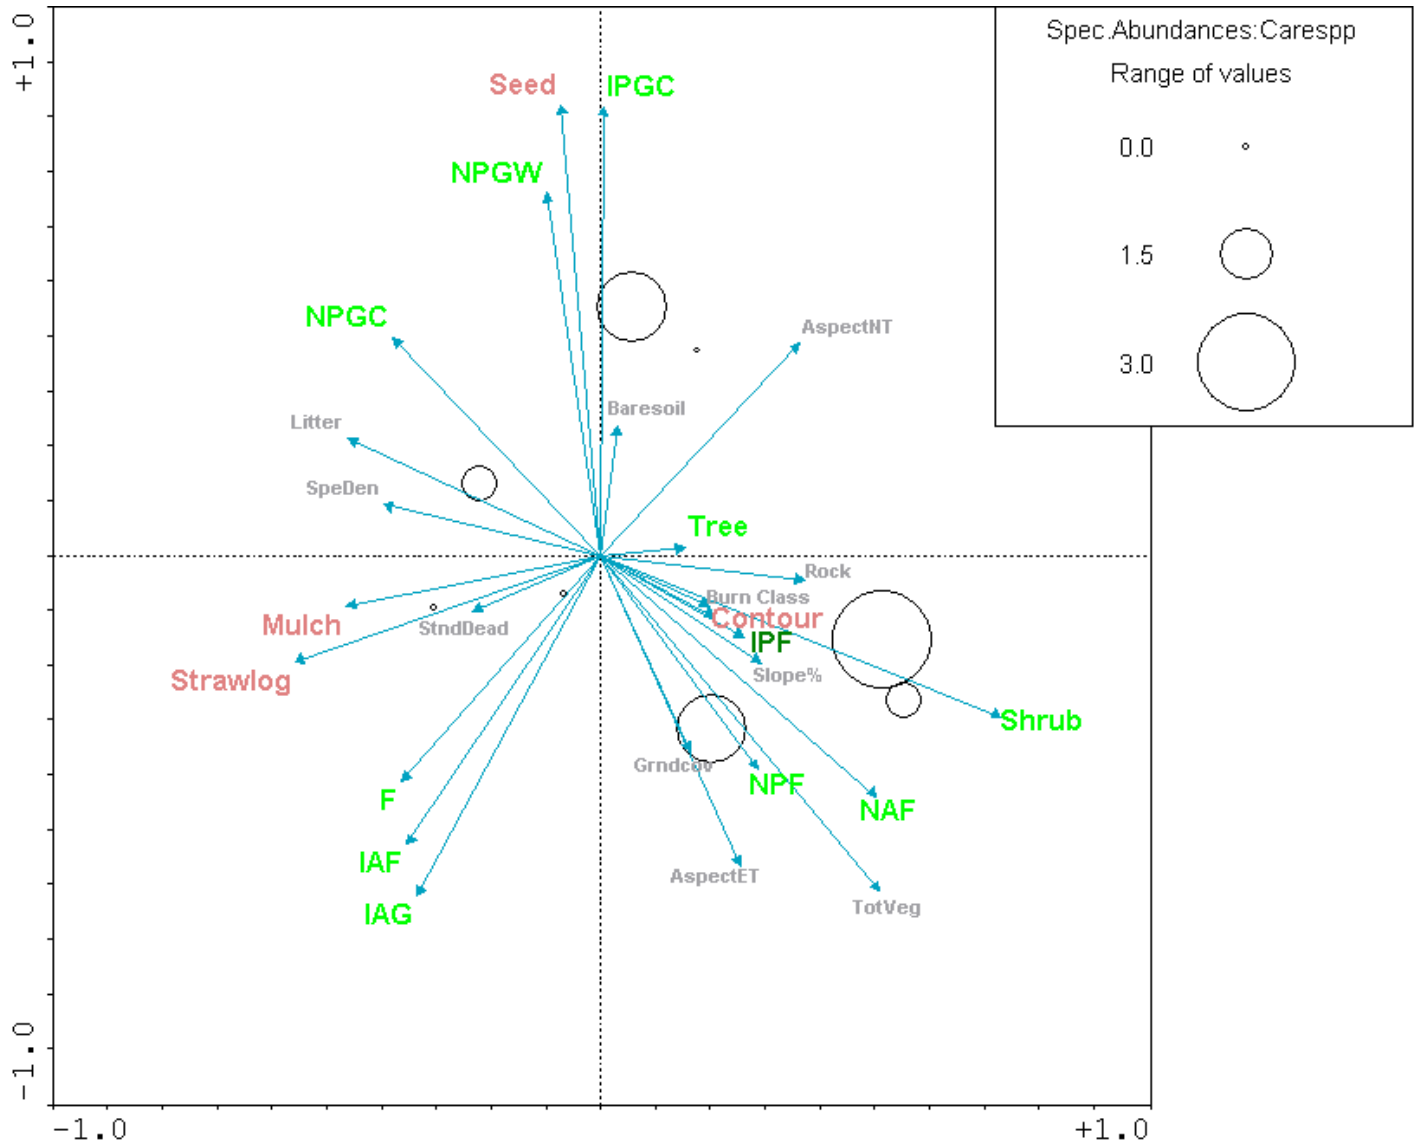 +1.0
Spec.Abundances:Carespp
Range of values
0.0
1.5
3.0
Seed
IPGC
NPGW
NPGC
AspectNT
Baresoil
Litter
SpeDen
Tree
Rock
Burn Class
Contour
Mulch
StndDead
IPF
Slope%
Strawlog
Shrub
Grndcov
NPF
F
NAF
IAF
AspectET
IAG
TotVeg
-1.0
-1.0
+1.0